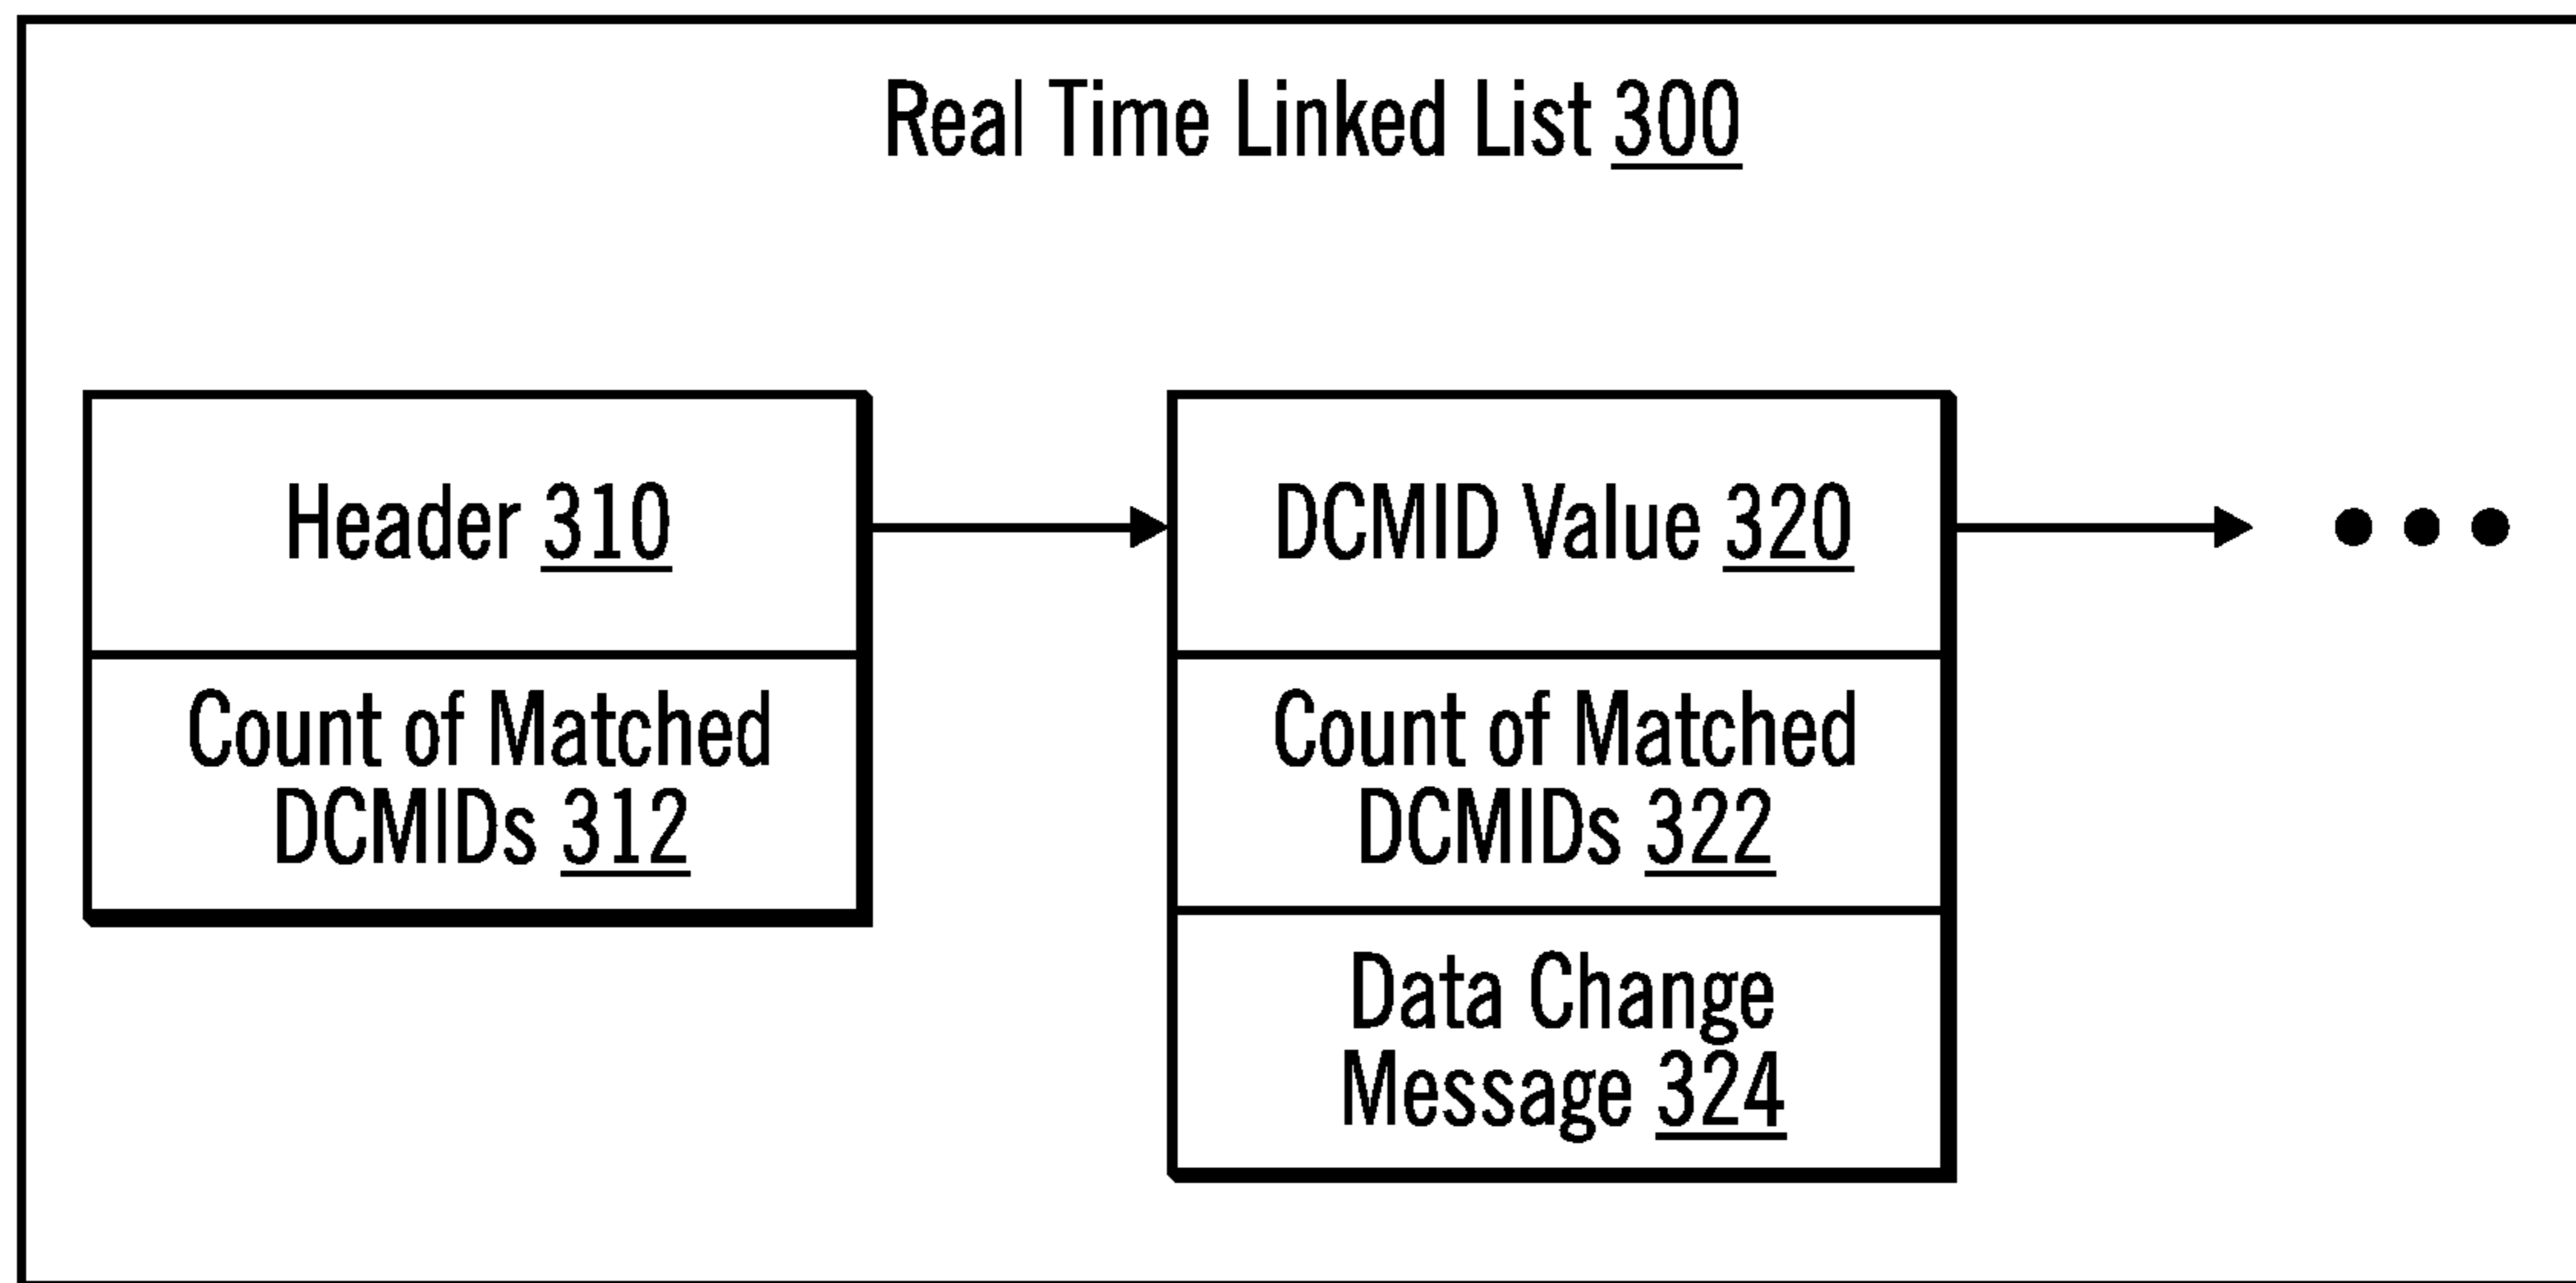 Real Time Linked List 300
Header 310
Count of Matched
DCMIDs 312
DCMID Value 320
Count of Matched
DCMIDs 322
Data Change
Message 324